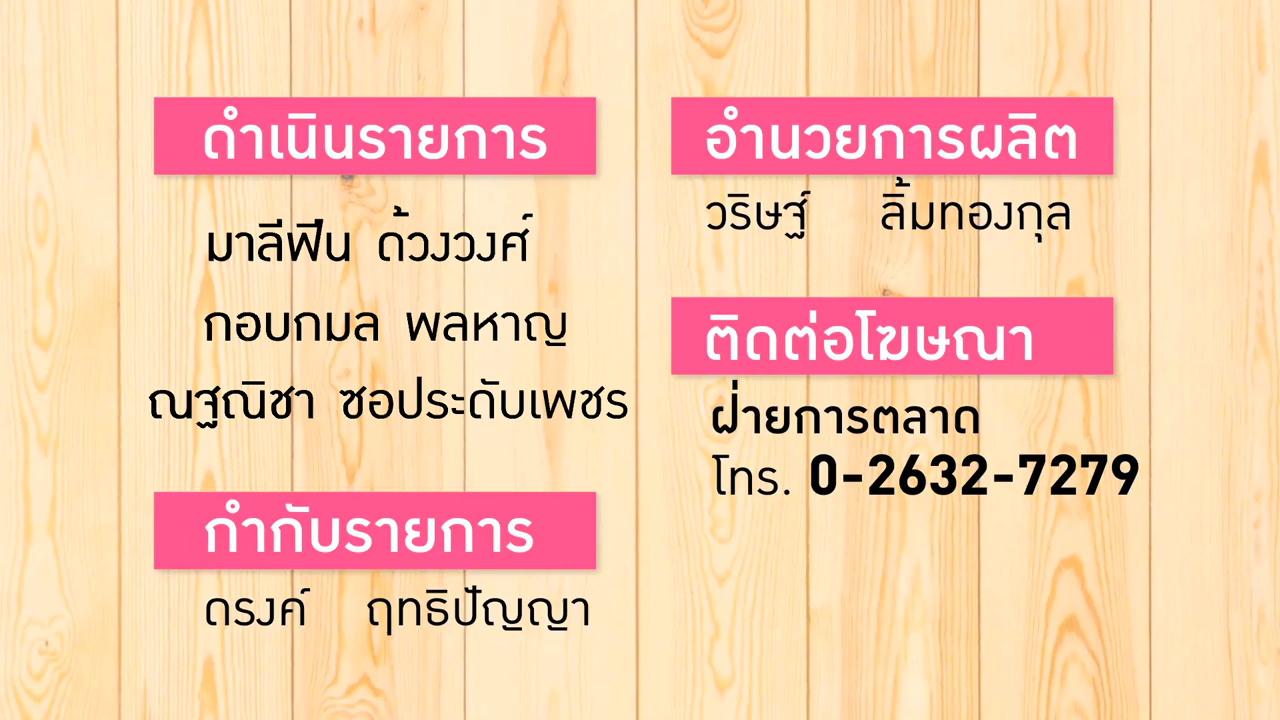 ดำเนินรายการ
มาลีฟีน ด้วงวงศ์
กอบกมล พลหาญ
ณฐณิชา ซอประดับเพชร
กำกับรายการ
ดรงค์ ฤทธิปัญญา
อำนวยการผลิต
วริษฐ์ ลิ้มทองกุล
ติดต่อโฆษณา
ฝ่ายการตลาด
โทร. 0-2632-7279